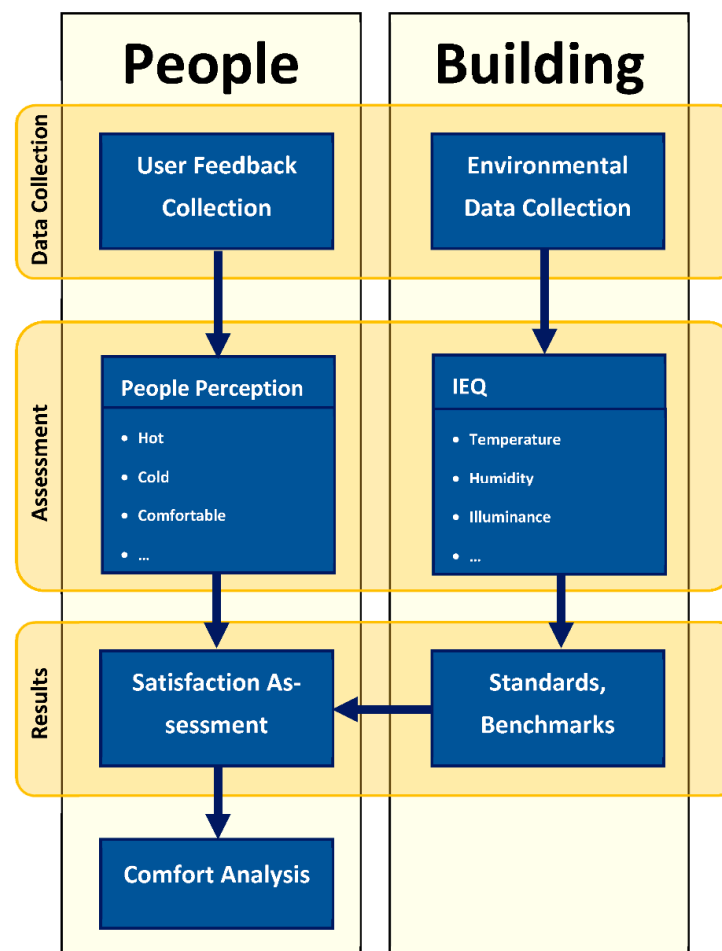 People
Building
Data Collection
User Feedback
Collection
Environmental
Data Collection
Assessment
People Perception
• Hot
• Cold
• Comfortable
• ...
IEQ
• Temperature
• Humidity
• Illuminance
• ...
Results
Satisfaction As-
sessment
Standards,
Benchmarks
Comfort Analysis